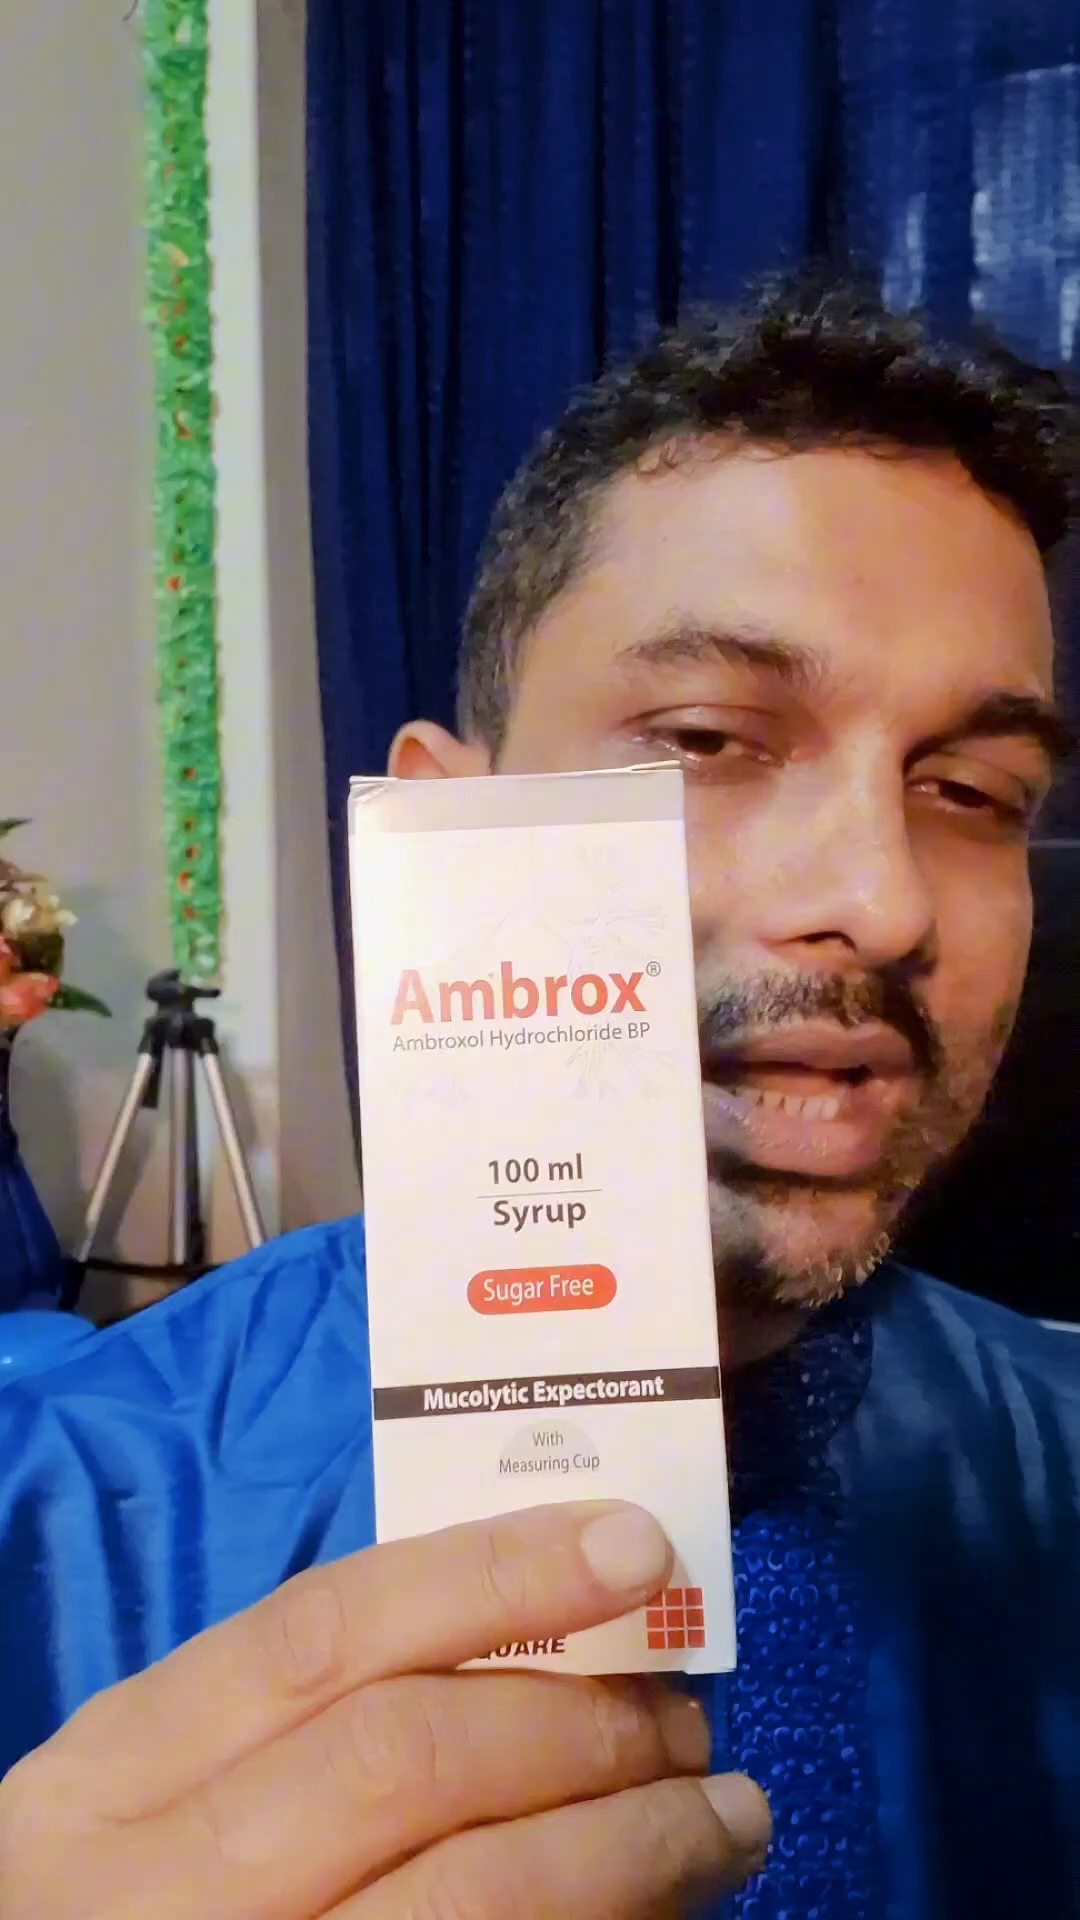 Ambrox®
Ambroxol Hydrochloride BP
100 ml
Syrup
Sugar Free
Mucolytic Expectorant
With
Measuring Cup